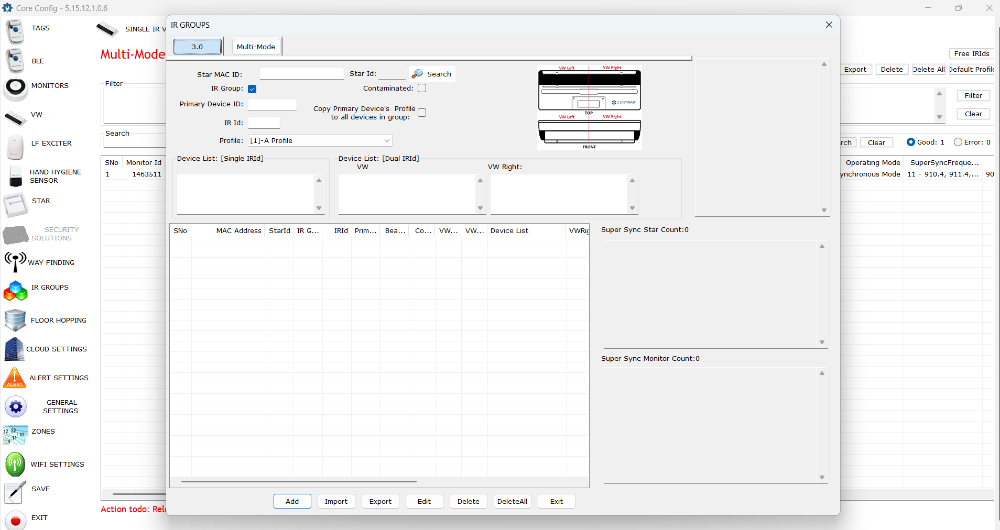 Core Config - 5.15.12.1.0.6
TAGS
BLE
MONITORS
VW
LF EXCITER
HAND HYGIENE
SENSOR
STAR
SECURITY
SOLUTIONS
WAY FINDING
IR GROUPS
FLOOR HOPPING
CLOUD SETTINGS
ALERT
ALERT SETTINGS
GENERAL
SETTINGS
ZONES
WIFI SETTINGS
SAVE
EXIT
SINGLE IR V
Multi-Mode
Filter
Search
SNo Monitor Id
1 1463511
Action todo: Relo
IR GROUPS
3.0 Multi-Mode
Star MAC ID: Star Id: Search
IR Group: Contaminated:
Primary Device ID:
Copy Primary Device's Profile
to all devices in group:
IR Id:
Profile: [1]-A Profile
VW Left VW Right
CENTRAK
TOP
VW Left VW Right
FRONT
Device List: [Single IRId] Device List: [Dual IRId]
VW VW Right:
SNo MAC Address StarId IR G... IRId Prim... Bea... Co... VW... VW... Device List VWRig
Super Sync Star Count:0
Super Sync Monitor Count:0
Add Import Export Edit Delete DeleteAll Exit
Free IRIds
Export Delete Delete All Default Profile
Filter
Clear
rch Clear Good: 1 Error: 0
Operating Mode SuperSyncFreque...
ynchronous Mode 11 - 910.4, 911.4,... 90